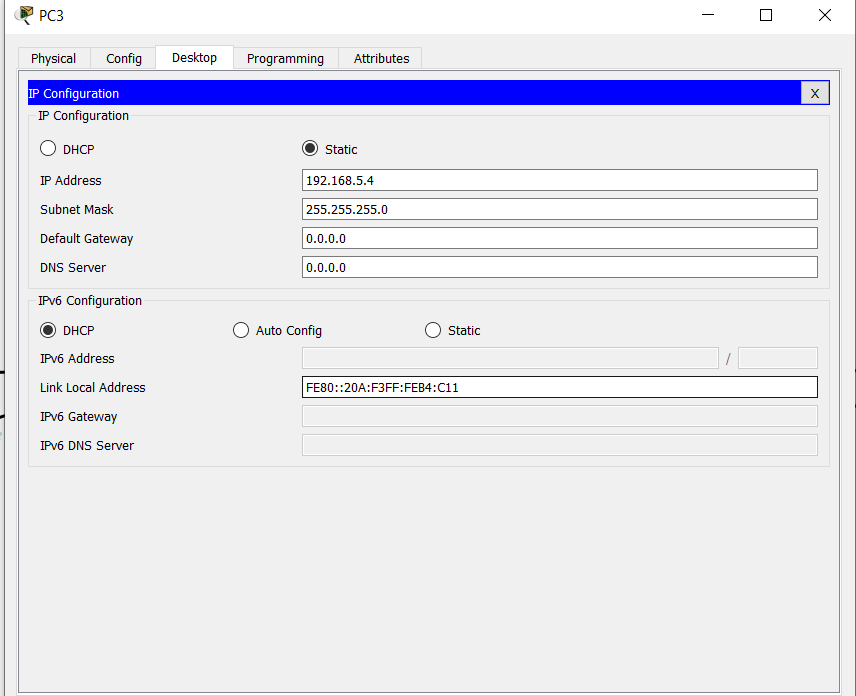 PC3
Physical Config Desktop Programming Attributes
IP Configuration X
IP Configuration
DHCP Static
IP Address 192.168.5.4
Subnet Mask 255.255.255.0
Default Gateway 0.0.0.0
DNS Server 0.0.0.0
IPv6 Configuration
DHCP Auto Config Static
IPv6 Address /
Link Local Address FE80::20A:F3FF:FEB4:C11
IPv6 Gateway
IPv6 DNS Server